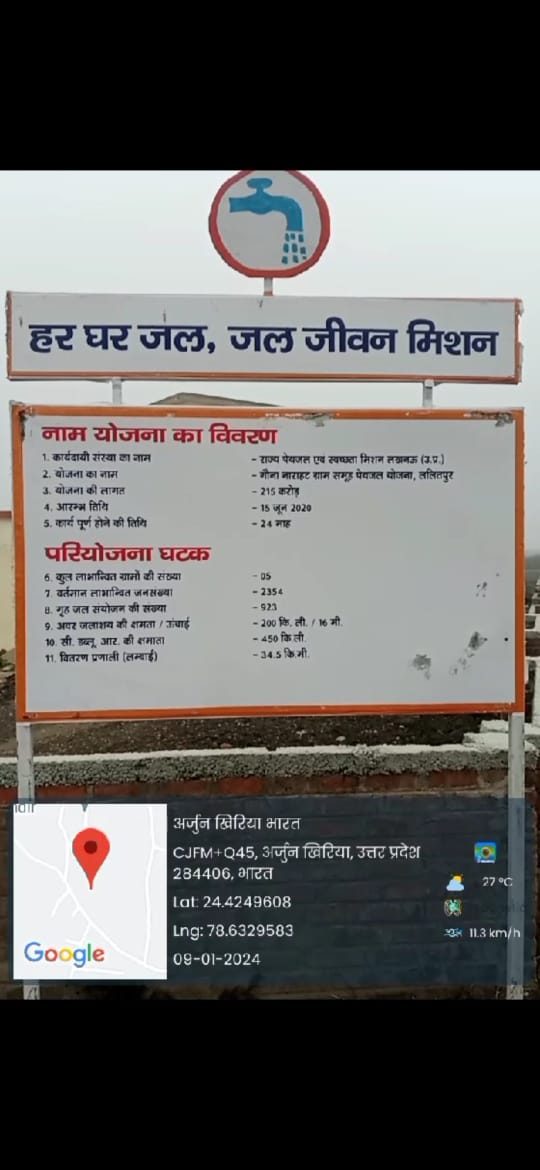 हर घर जल, जल जीवन मिशन
नाम योजना का विवरण
1. कार्यदायी संस्था का नाम - राज्य पेयजल एवं स्वच्छता मिशन लखनऊ (उ.प्र.)
2. योजना का नाम - गौना नाराहट ग्राम समूह पेयजल योजना, ललितपुर
3. योजना की लागत - 215 करोड़
4. आरम्भ तिथि - 15 जून 2020
5. कार्य पूर्ण होने की तिथि - 24 माह
परियोजना घटक
6. कुल लाभान्वित ग्रामों की संख्या - 05
7. वर्तमान लाभान्वित जनसंख्या - 2354
8. गृह जल संयोजन की संख्या - 923
9. अवर जलाशय की क्षमता / ऊंचाई - 200 कि. ली. / 16 मी.
10. सी. डब्लू. आर. की क्षमता - 450 कि.ली.
11. वितरण प्रणाली (लम्बाई) - 34.5 कि.मी.
अर्जुन खिरिया भारत
CJFM+Q45, अर्जुन खिरिया, उत्तर प्रदेश
284406, भारत
27 °C
Lat: 24.4249608
Lng: 78.6329583
11.3 km/h
09-01-2024
Google